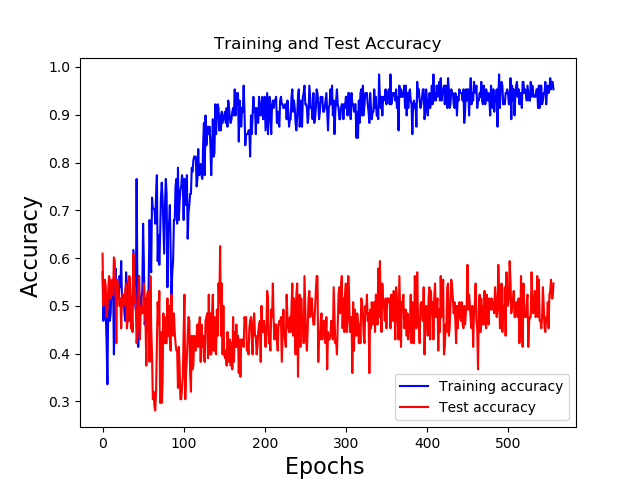 Training and Test Accuracy
1.0
0.9
0.8
0.7
0.6
0.5
0.4
0.3
Accuracy
0 100 200 300 400 500
Epochs
Training accuracy
Test accuracy